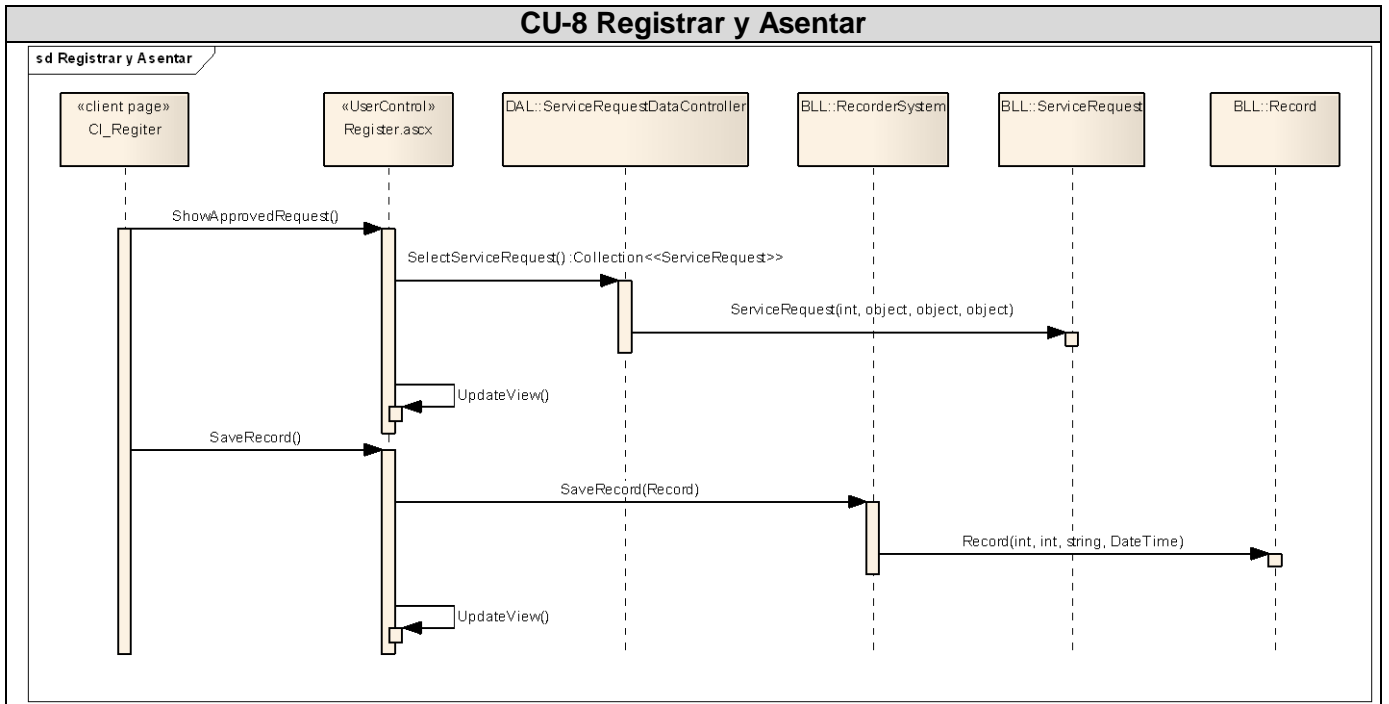 CU-8 Registrar y Asentar
sd Registrar y Asentar
«client page»
CI_Regiter
«UserControl»
Register.ascx
DAL::ServiceRequestDataController
BLL::RecorderSystem
BLL::ServiceRequest
BLL::Record
ShowApprovedRequest()
SelectServiceRequest() :Collection<<ServiceRequest>>
ServiceRequest(int, object, object, object)
UpdateView()
SaveRecord()
SaveRecord(Record)
Record(int, int, string, DateTime)
UpdateView()